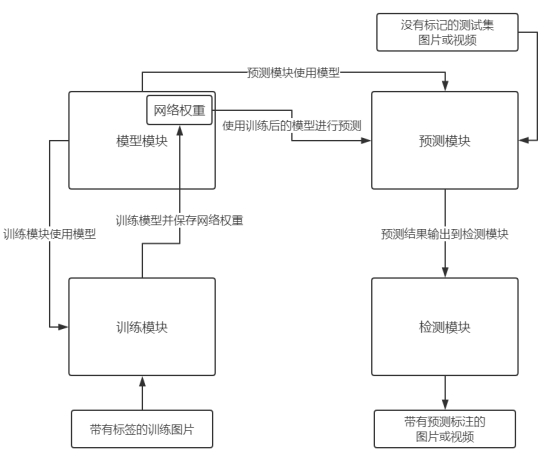 没有标记的测试集
图片或视频
预测模块使用模型
网络权重
使用训练后的模型进行预测
模型模块
预测模块
训练模型并保存网络权重
训练模块使用模型
预测结果输出到检测模块
训练模块
检测模块
带有标签的训练图片
带有预测标注的
图片或视频